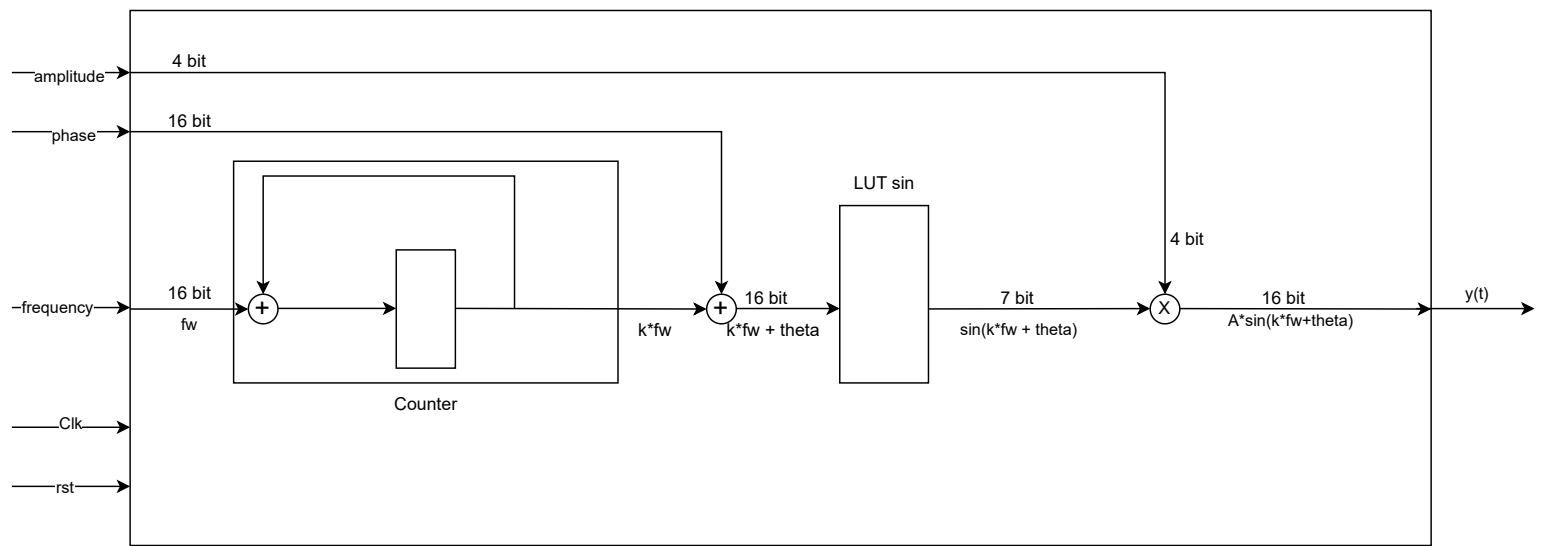 amplitude
4 bit
phase
16 bit
LUT sin
4 bit
frequency
16 bit
fw
+
k*fw
+
16 bit
k*fw + theta
7 bit
sin(k*fw + theta)
X
16 bit
A*sin(k*fw+theta)
y(t)
Counter
Clk
rst